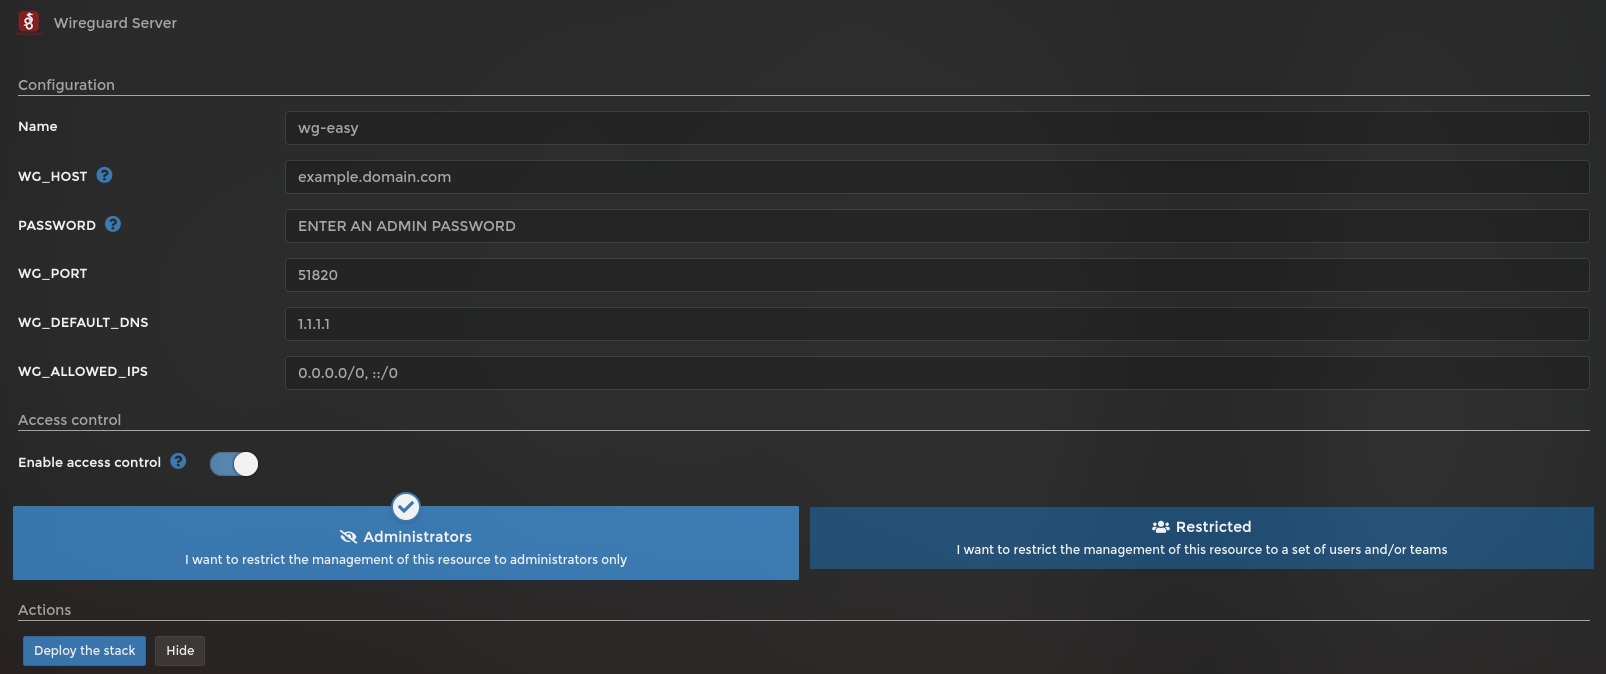 Wireguard Server
Configuration
Name
wg-easy
WG_HOST ?
example.domain.com
PASSWORD ?
ENTER AN ADMIN PASSWORD
WG_PORT
51820
WG_DEFAULT_DNS
1.1.1.1
WG_ALLOWED_IPS
0.0.0.0/0, ::/0
Access control
Enable access control ?
Administrators
I want to restrict the management of this resource to administrators only
Restricted
I want to restrict the management of this resource to a set of users and/or teams
Actions
Deploy the stack
Hide